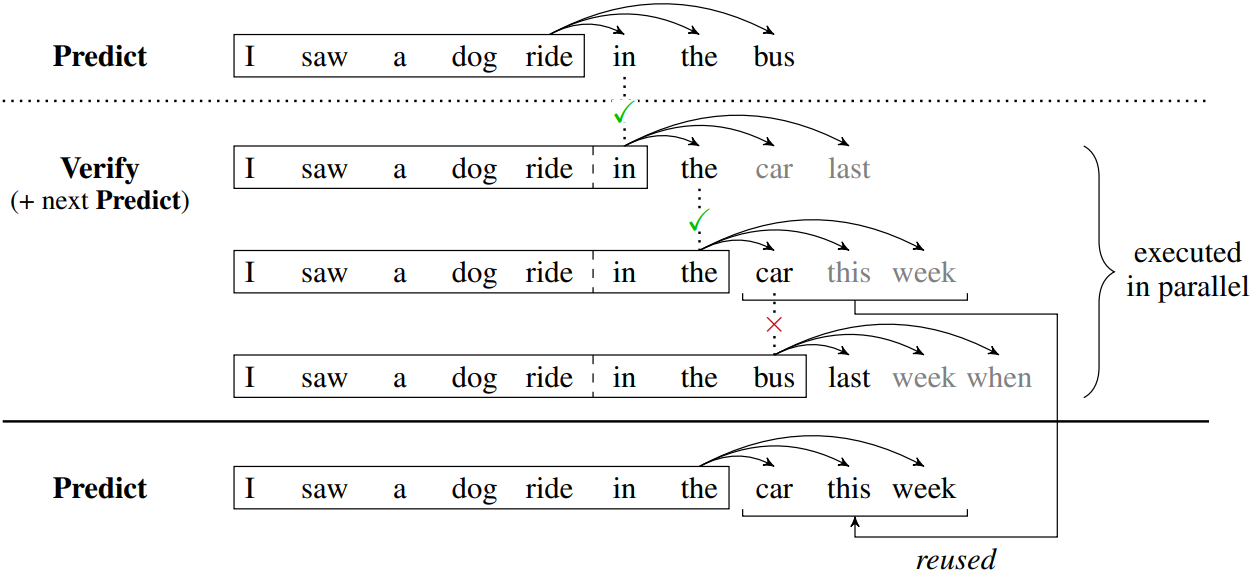 Predict I saw a dog ride in the bus
✓
Verify I saw a dog ride in the car last
(+ next Predict)
✓
I saw a dog ride in the car this week
executed
in parallel
×
I saw a dog ride in the bus last week when
Predict I saw a dog ride in the car this week
reused